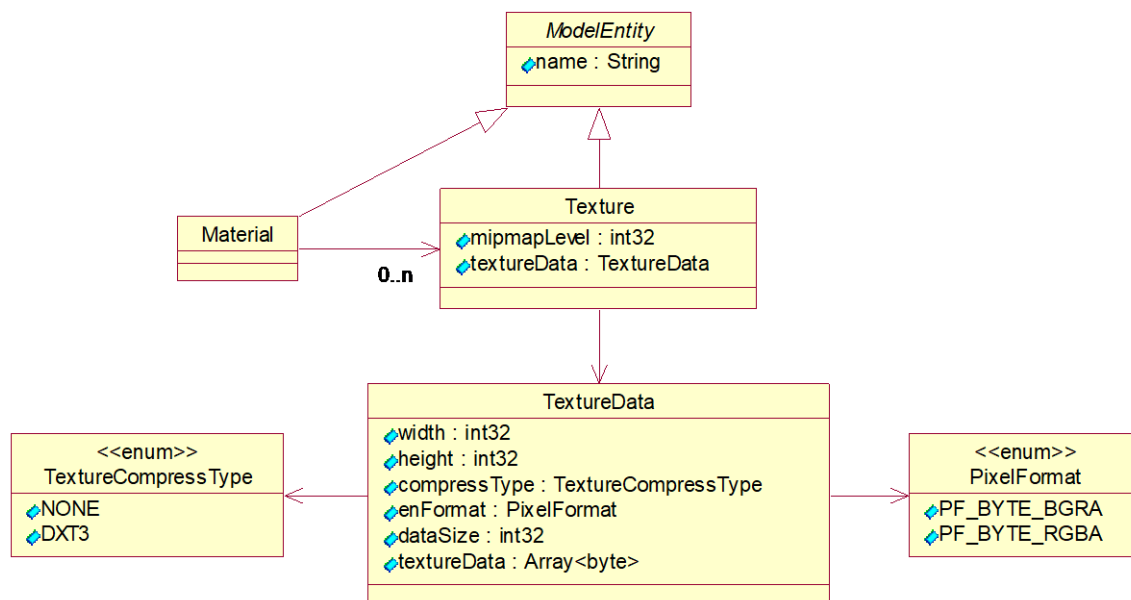 ModelEntity
name : String
Texture
mipmapLevel : int32
textureData : TextureData
Material
0..n
TextureData
width : int32
height : int32
compressType : TextureCompressType
enFormat : PixelFormat
dataSize : int32
textureData : Array<byte>
<<enum>>
TextureCompressType
NONE
DXT3
<<enum>>
PixelFormat
PF_BYTE_BGRA
PF_BYTE_RGBA